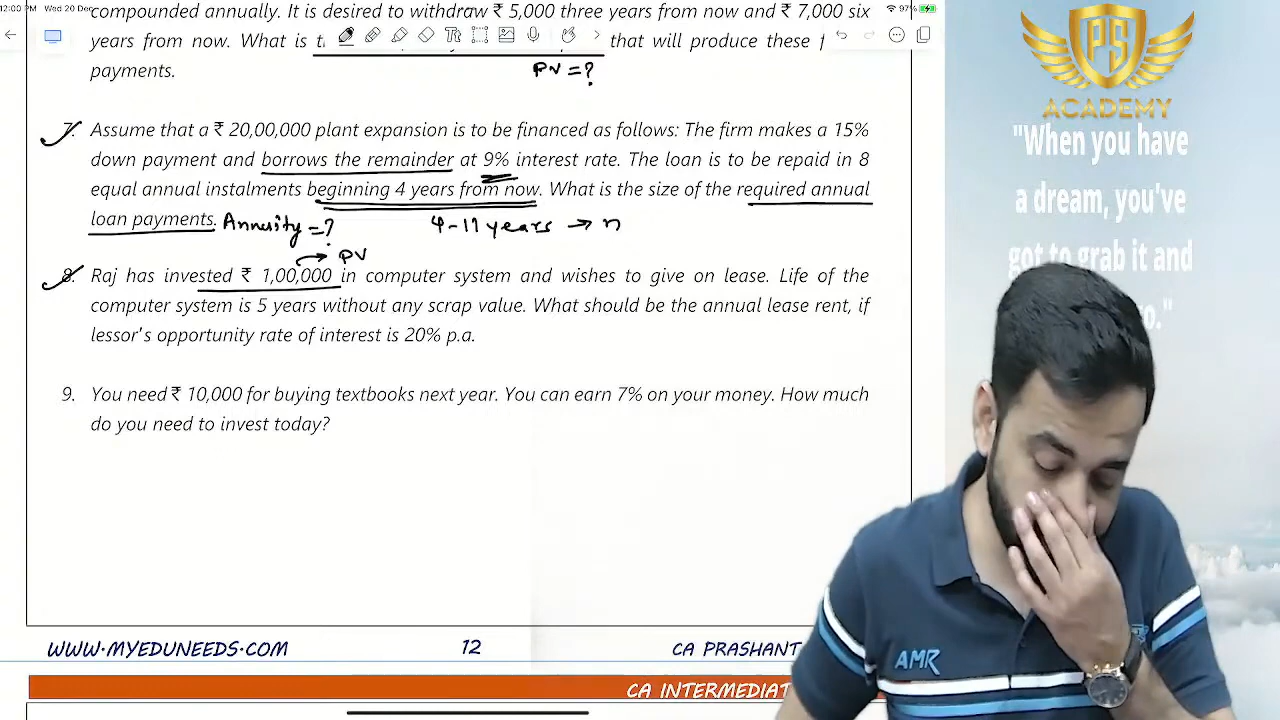 12:00 PM Wed 20 Dec
97%
compounded annually. It is desired to withdraw ₹ 5,000 three years from now and ₹ 7,000 six
years from now. What is that will produce these
payments.
PV = ?
7. Assume that a ₹ 20,00,000 plant expansion is to be financed as follows: The firm makes a 15%
down payment and borrows the remainder at 9% interest rate. The loan is to be repaid in 8
equal annual instalments beginning 4 years from now. What is the size of the required annual
loan payments. Annuity = ? 4-11 years → n
→ PV
8. Raj has invested ₹ 1,00,000 in computer system and wishes to give on lease. Life of the
computer system is 5 years without any scrap value. What should be the annual lease rent, if
lessor's opportunity rate of interest is 20% p.a.
9. You need ₹ 10,000 for buying textbooks next year. You can earn 7% on your money. How much
do you need to invest today?
WWW.MYEDUNEEDS.COM 12 CA PRASHANT
CA INTERMEDIAT
PS
ACADEMY
"When you have
a dream, you've
got to grab it and
go."
AMR